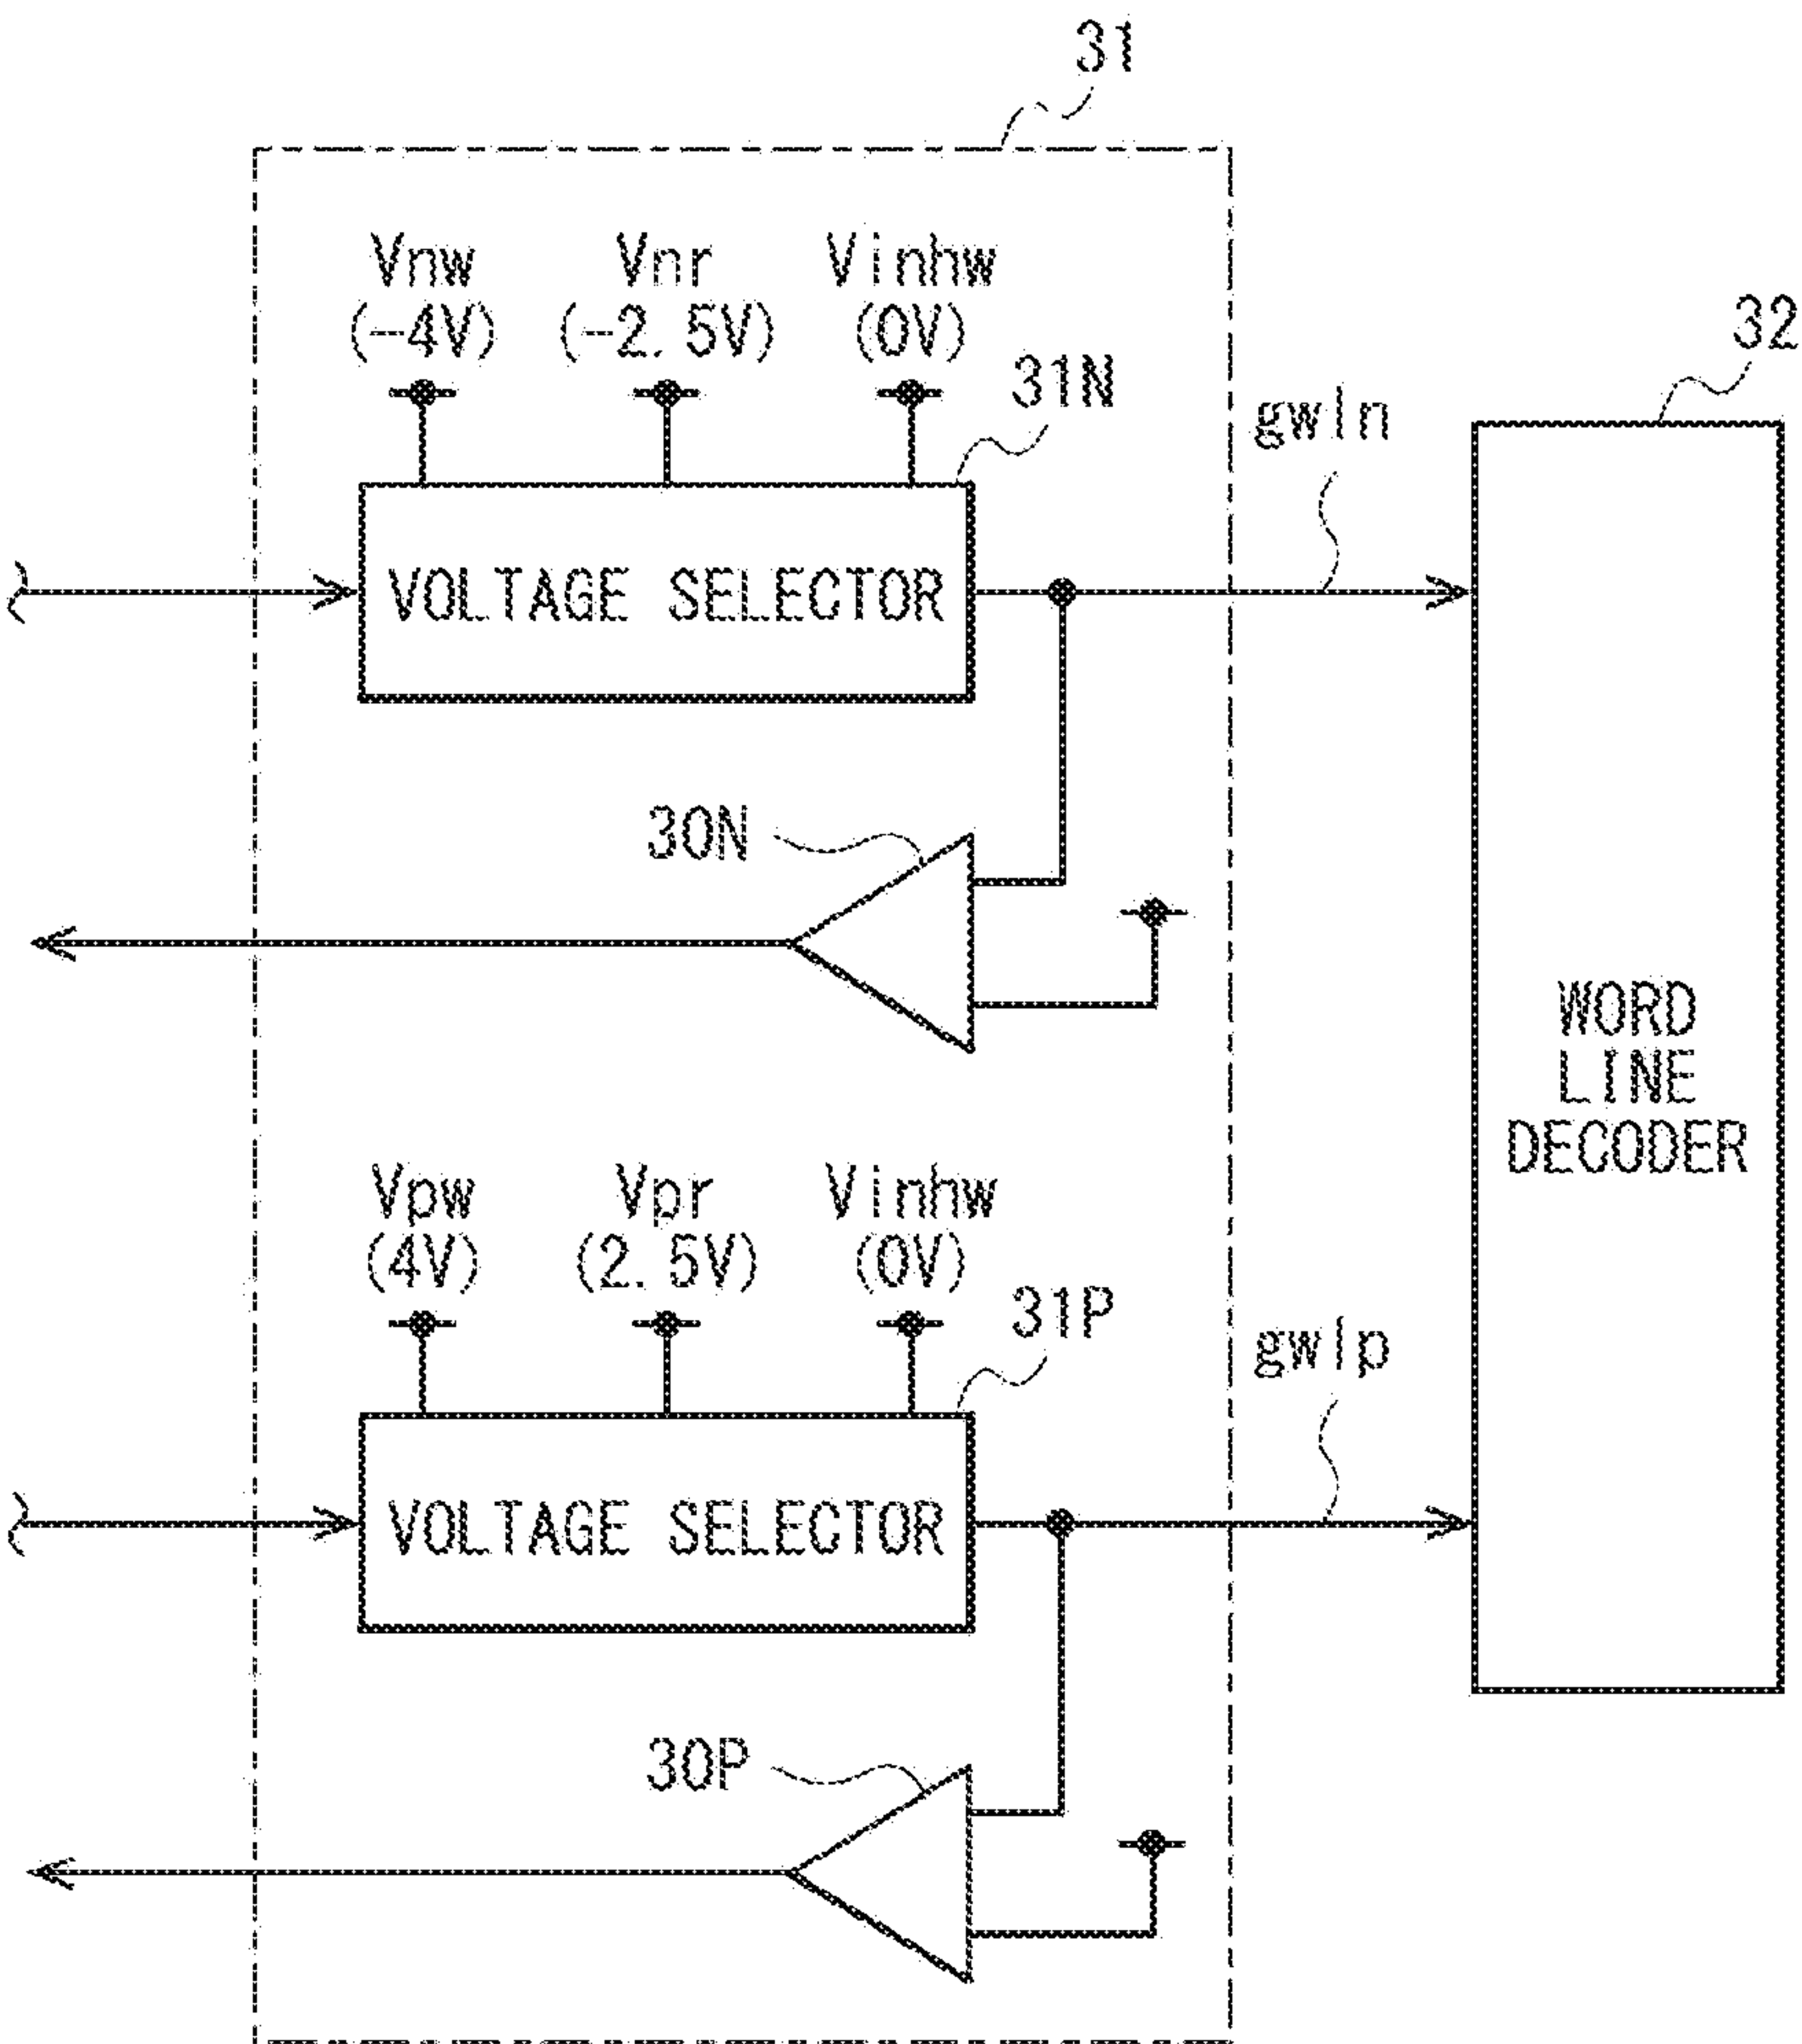 31
Vnw Vnr Vinhw
(-4V) (-2.5V) (0V)
31N
gwln
32
VOLTAGE SELECTOR
30N
WORD
LINE
DECODER
Vpw Vpr Vinhw
(4V) (2.5V) (0V)
31P
gwlp
VOLTAGE SELECTOR
30P